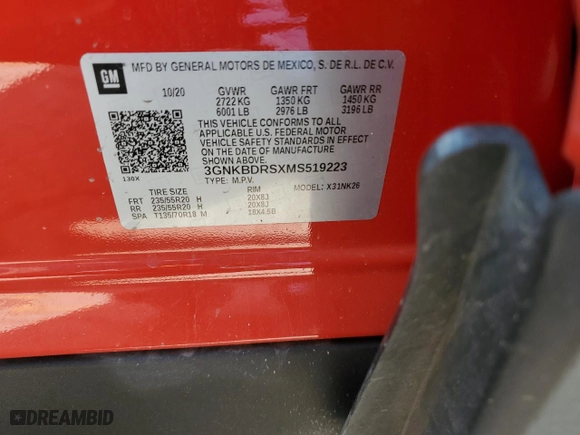 GM
MFD BY GENERAL MOTORS DE MEXICO, S. DE R.L. DE C.V.
10/20 GVWR GAWR FRT GAWR RR
2722 KG 1350 KG 1450 KG
6001 LB 2976 LB 3196 LB
THIS VEHICLE CONFORMS TO ALL
APPLICABLE U.S. FEDERAL MOTOR
VEHICLE SAFETY STANDARDS IN EFFECT
ON THE DATE OF MANUFACTURE
SHOWN ABOVE.
3GNKBDRSXMS519223
138X TYPE: M.P.V. MODEL: X31NK26
TIRE SIZE RIM
FRT 235/55R20 H 20X8J
RR 235/55R20 H 20X8J
SPA T135/70R18 M 18X4.5B
DREAMBID